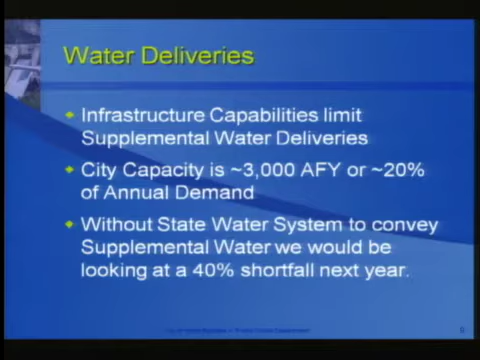 Water Deliveries
Infrastructure Capabilities limit
Supplemental Water Deliveries
City Capacity is ~3,000 AFY or ~20%
of Annual Demand
Without State Water System to convey
Supplemental Water we would be
looking at a 40% shortfall next year.